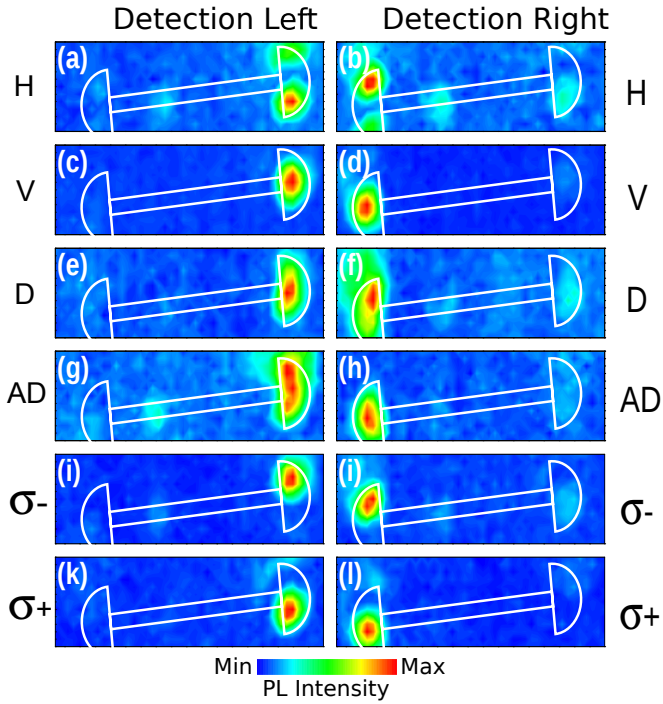 Detection Left Detection Right
H (a) (b) H
V (c) (d) V
D (e) (f) D
AD (g) (h) AD
σ- (i) (i) σ-
σ+ (k) (l) σ+
Min Max
PL Intensity